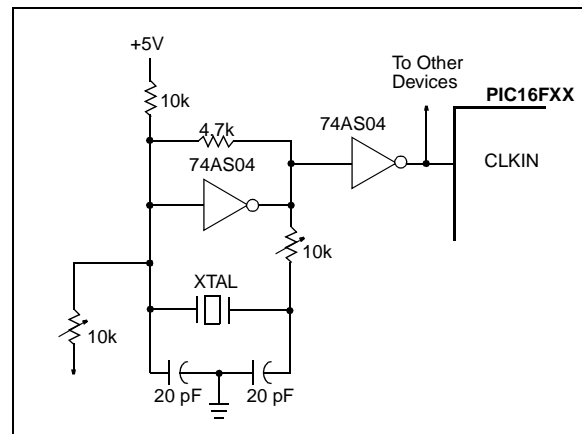 +5V
10k
4.7k
74AS04
74AS04
To Other
Devices
PIC16FXX
CLKIN
10k
XTAL
10k
20 pF
20 pF